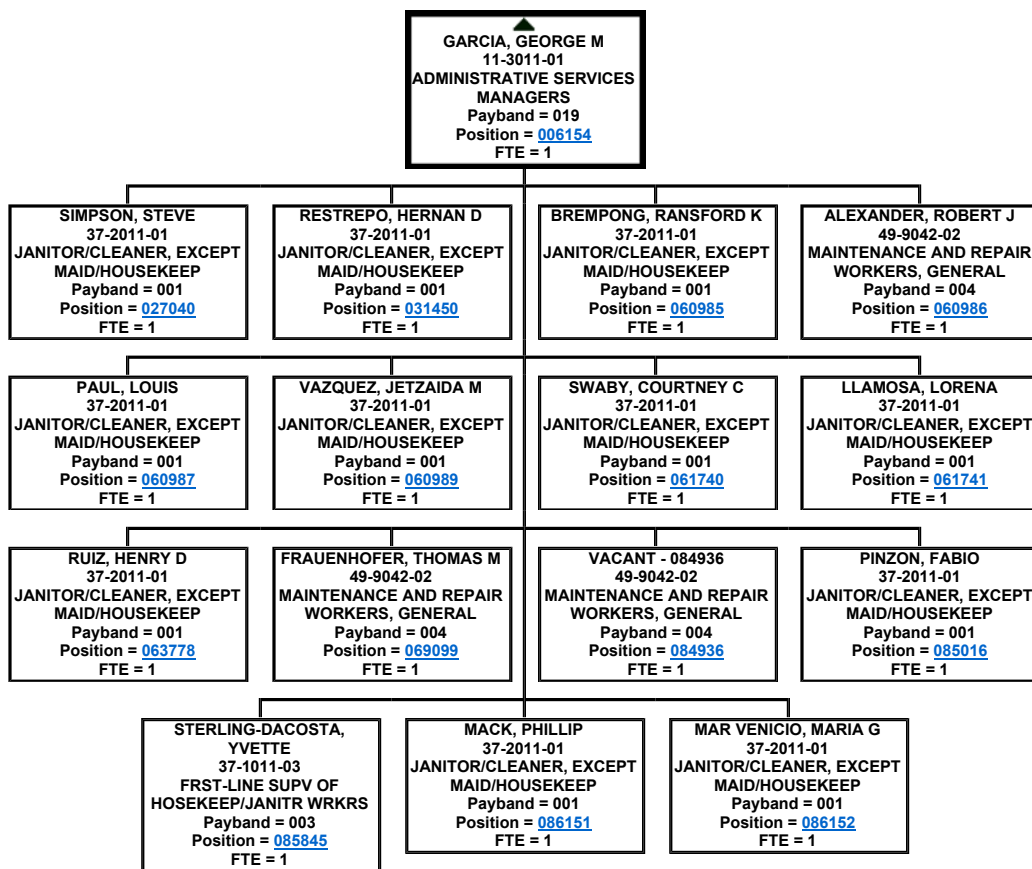 GARCIA, GEORGE M
11-3011-01
ADMINISTRATIVE SERVICES
MANAGERS
Payband = 019
Position = 006154
FTE = 1
SIMPSON, STEVE
37-2011-01
JANITOR/CLEANER, EXCEPT
MAID/HOUSEKEEP
Payband = 001
Position = 027040
FTE = 1
RESTREPO, HERNAN D
37-2011-01
JANITOR/CLEANER, EXCEPT
MAID/HOUSEKEEP
Payband = 001
Position = 031450
FTE = 1
BREMPONG, RANSFORD K
37-2011-01
JANITOR/CLEANER, EXCEPT
MAID/HOUSEKEEP
Payband = 001
Position = 060985
FTE = 1
ALEXANDER, ROBERT J
49-9042-02
MAINTENANCE AND REPAIR
WORKERS, GENERAL
Payband = 004
Position = 060986
FTE = 1
PAUL, LOUIS
37-2011-01
JANITOR/CLEANER, EXCEPT
MAID/HOUSEKEEP
Payband = 001
Position = 060987
FTE = 1
VAZQUEZ, JETZAIDA M
37-2011-01
JANITOR/CLEANER, EXCEPT
MAID/HOUSEKEEP
Payband = 001
Position = 060989
FTE = 1
SWABY, COURTNEY C
37-2011-01
JANITOR/CLEANER, EXCEPT
MAID/HOUSEKEEP
Payband = 001
Position = 061740
FTE = 1
LLAMOSA, LORENA
37-2011-01
JANITOR/CLEANER, EXCEPT
MAID/HOUSEKEEP
Payband = 001
Position = 061741
FTE = 1
RUIZ, HENRY D
37-2011-01
JANITOR/CLEANER, EXCEPT
MAID/HOUSEKEEP
Payband = 001
Position = 063778
FTE = 1
FRAUENHOFER, THOMAS M
49-9042-02
MAINTENANCE AND REPAIR
WORKERS, GENERAL
Payband = 004
Position = 069099
FTE = 1
VACANT - 084936
49-9042-02
MAINTENANCE AND REPAIR
WORKERS, GENERAL
Payband = 004
Position = 084936
FTE = 1
PINZON, FABIO
37-2011-01
JANITOR/CLEANER, EXCEPT
MAID/HOUSEKEEP
Payband = 001
Position = 085016
FTE = 1
STERLING-DACOSTA,
YVETTE
37-1011-03
FRST-LINE SUPV OF
HOSEKEEP/JANITR WRKRS
Payband = 003
Position = 085845
FTE = 1
MACK, PHILLIP
37-2011-01
JANITOR/CLEANER, EXCEPT
MAID/HOUSEKEEP
Payband = 001
Position = 086151
FTE = 1
MAR VENICIO, MARIA G
37-2011-01
JANITOR/CLEANER, EXCEPT
MAID/HOUSEKEEP
Payband = 001
Position = 086152
FTE = 1